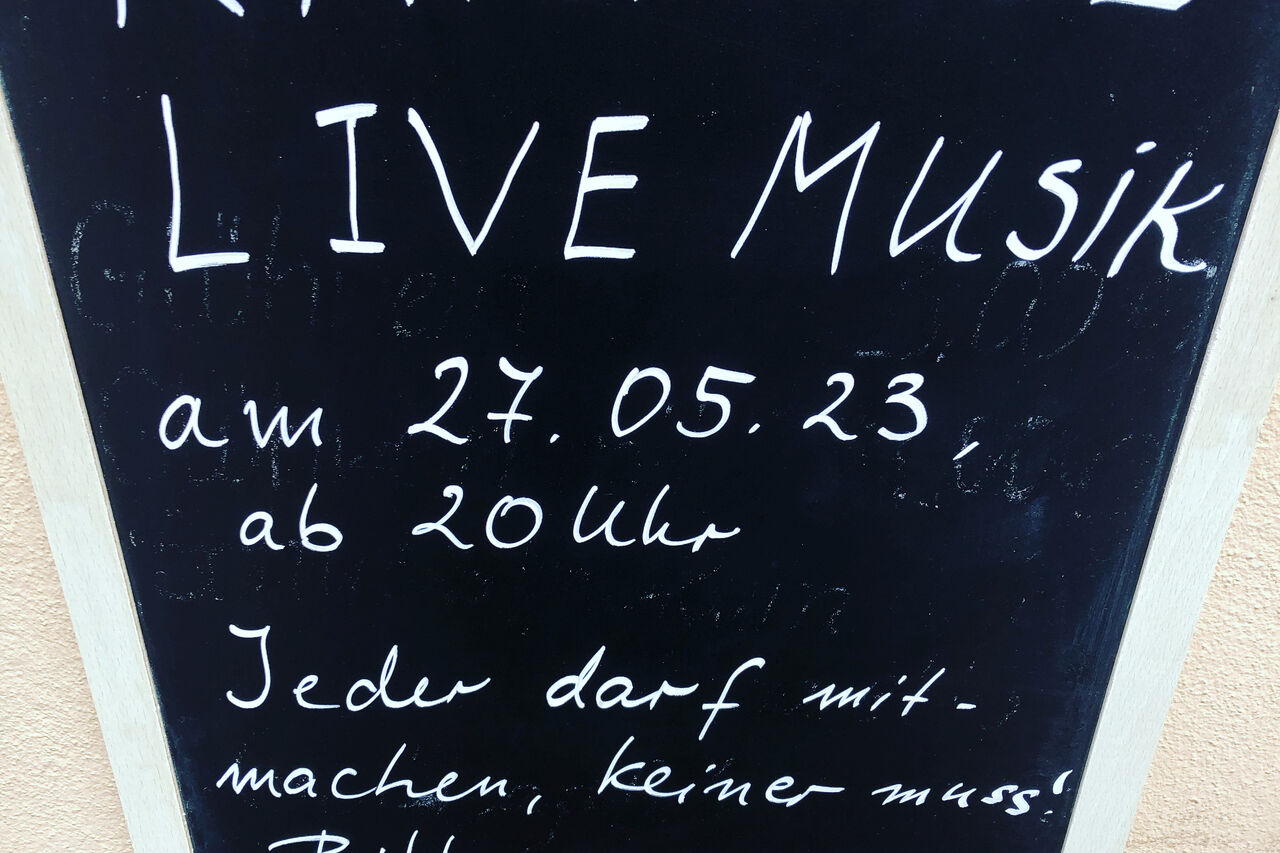 LIVE MUSIK
am 27.05.23,
ab 20 Uhr
Jeder darf mit-
machen, keiner muss!